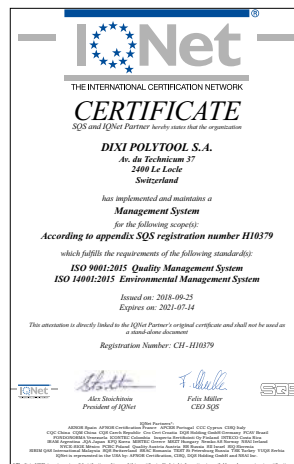 IQNet
®
THE INTERNATIONAL CERTIFICATION NETWORK
CERTIFICATE
SQS and IQNet Partner hereby states that the organization
DIXI POLYTOOL S.A.
Av. du Technicum 37
2400 Le Locle
Switzerland
has implemented and maintains a
Management System
for the following scope(s):
According to appendix SQS registration number H10379
which fulfills the requirements of the following standard(s):
ISO 9001:2015 Quality Management System
ISO 14001:2015 Environmental Management System
Issued on: 2018-09-25
Expires on: 2021-07-14
This attestation is directly linked to the IQNet Partner's original certificate and shall not be used as
a stand-alone document
Registration Number: CH-H10379
IQNet
Alex Stoichitoiu
President of IQNet
Felix Müller
CEO SQS
IQNet Partners*: